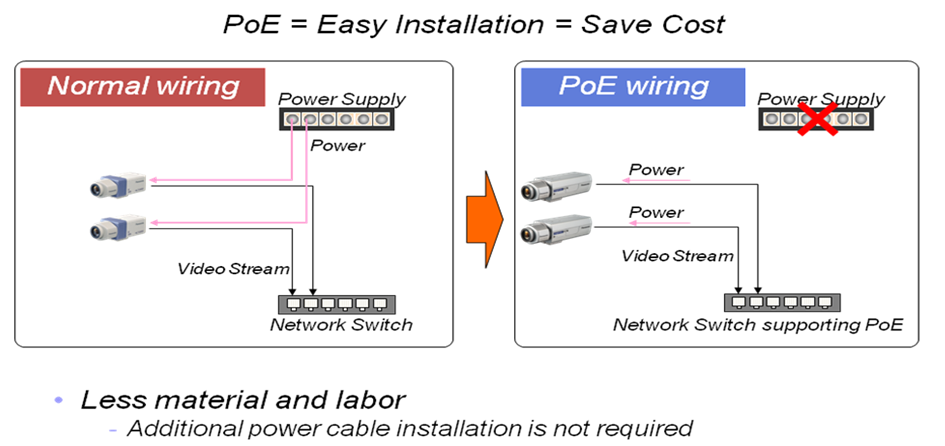 PoE = Easy Installation = Save Cost
Normal wiring
Power Supply
Power
Video Stream
Network Switch
PoE wiring
Power Supply
Power
Power
Video Stream
Network Switch supporting PoE
• Less material and labor
- Additional power cable installation is not required